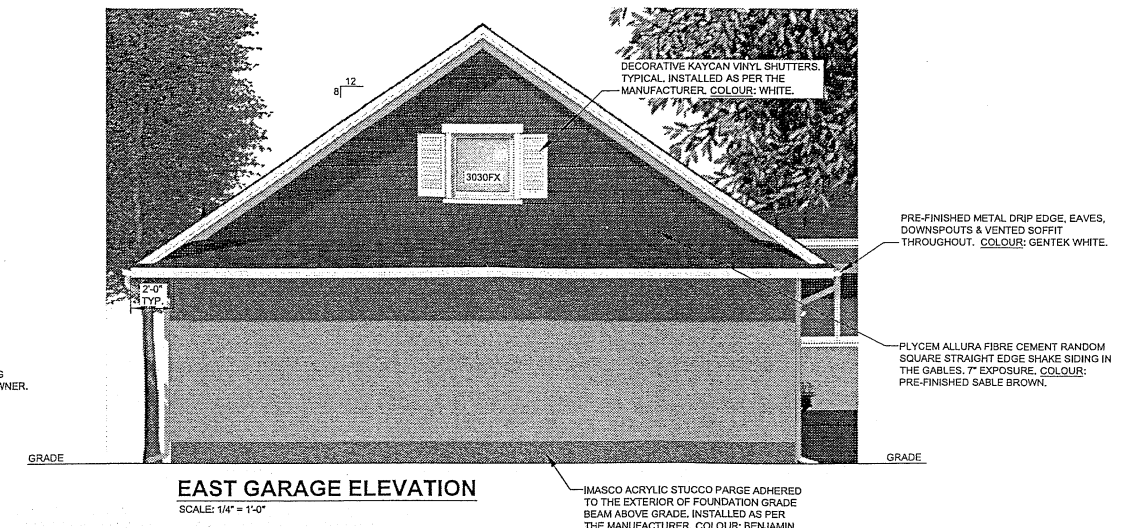 DECORATIVE KAYCAN VINYL SHUTTERS.
TYPICAL. INSTALLED AS PER THE
MANUFACTURER. COLOUR: WHITE.
12
8
3030FX
PRE-FINISHED METAL DRIP EDGE, EAVES,
DOWNSPOUTS & VENTED SOFFIT
THROUGHOUT. COLOUR: GENTEK WHITE.
2'-0"
TYP.
PLYCEM ALLURA FIBRE CEMENT RANDOM
SQUARE STRAIGHT EDGE SHAKE SIDING IN
THE GABLES. 7" EXPOSURE. COLOUR:
PRE-FINISHED SABLE BROWN.
G
WNER.
GRADE
GRADE
EAST GARAGE ELEVATION
SCALE: 1/4" = 1'-0"
IMASCO ACRYLIC STUCCO PARGE ADHERED
TO THE EXTERIOR OF FOUNDATION GRADE
BEAM ABOVE GRADE. INSTALLED AS PER
THE MANUFACTURER. COLOUR: BENJAMIN